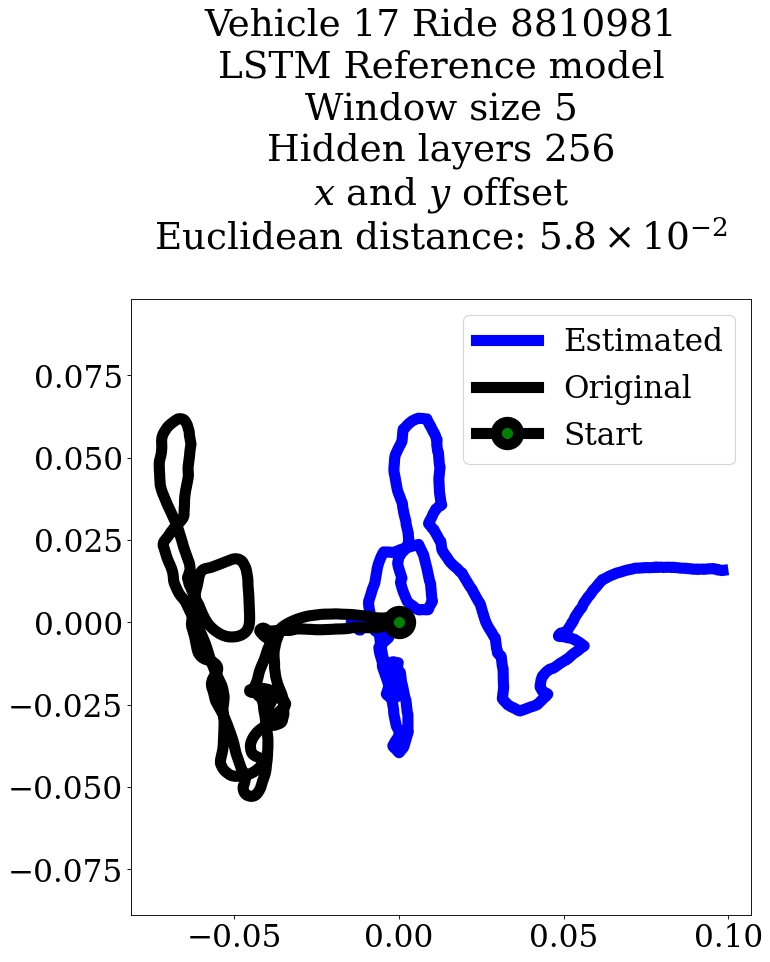 Vehicle 17 Ride 8810981
LSTM Reference model
Window size 5
Hidden layers 256
x and y offset
Euclidean distance: 5.8 × 10⁻²
Estimated
Original
Start
0.075
0.050
0.025
0.000
−0.025
−0.050
−0.075
−0.05 0.00 0.05 0.10